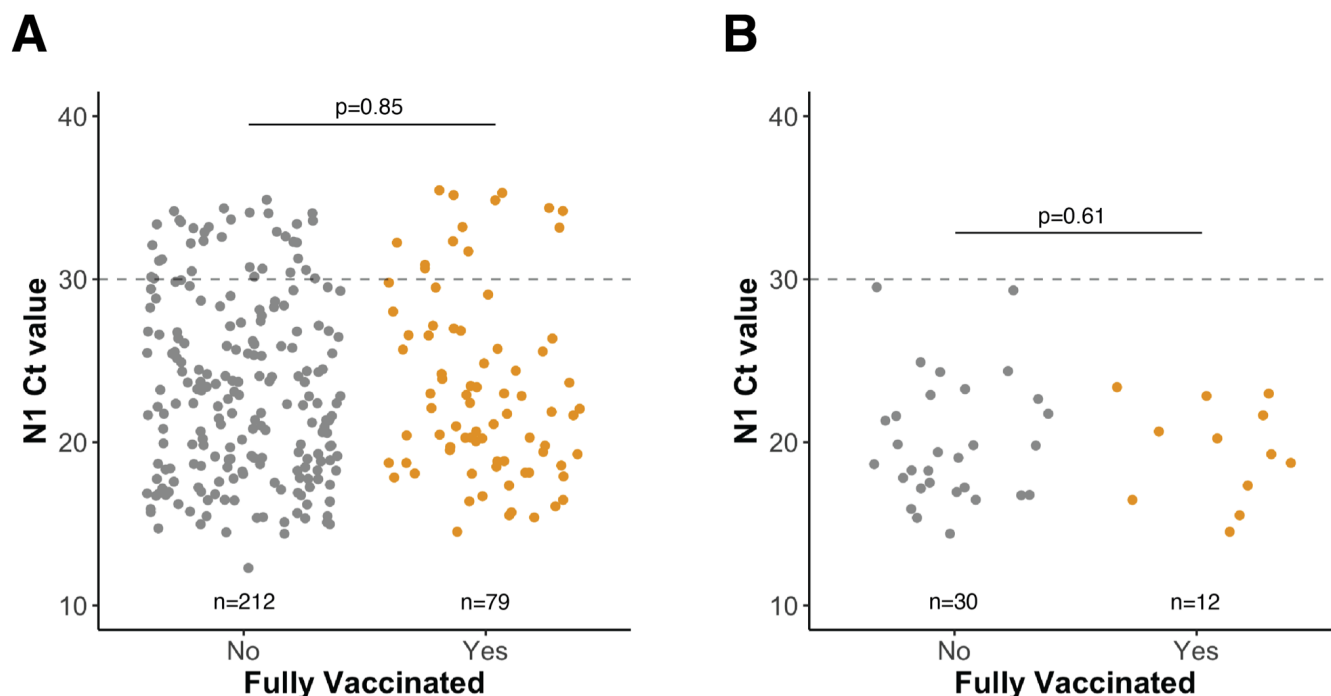 A
N1 Ct value
40
30
20
10
p=0.85
n=212
n=79
No
Yes
Fully Vaccinated
B
N1 Ct value
40
30
20
10
p=0.61
n=30
n=12
No
Yes
Fully Vaccinated